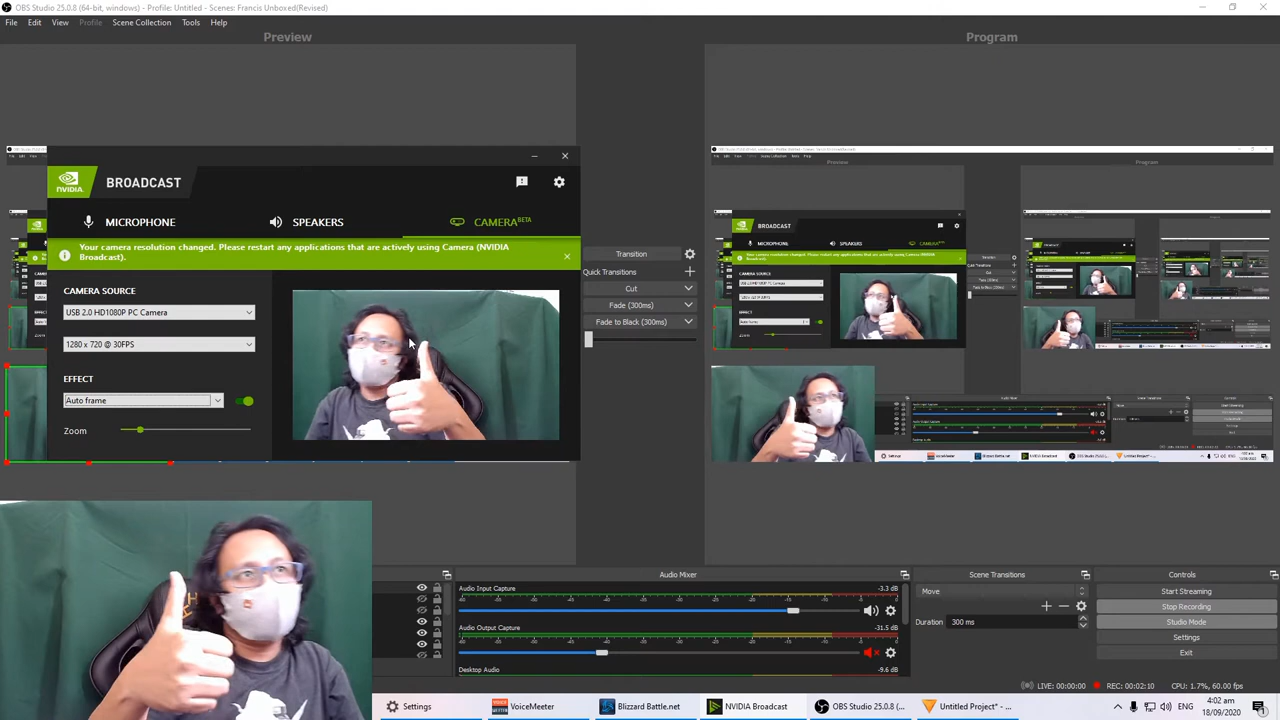 OBS Studio 25.0.8 (64-bit, windows) - Profile: Untitled - Scenes: Francis Unboxed(Revised)
File Edit View Profile Scene Collection Tools Help
Preview
Program
NVIDIA
BROADCAST
MICROPHONE
SPEAKERS
CAMERA BETA
Your camera resolution changed. Please restart any applications that are actively using Camera (NVIDIA
Broadcast).
CAMERA SOURCE
USB 2.0 HD1080P PC Camera
1280 x 720 @ 30FPS
EFFECT
Auto frame
Zoom
Transition
Quick Transitions
Cut
Fade (300ms)
Fade to Black (300ms)
Audio Mixer
Audio Input Capture -3.3 dB
Audio Output Capture -31.5 dB
Desktop Audio -9.6 dB
Scene Transitions
Move
Duration 300 ms
Controls
Start Streaming
Stop Recording
Studio Mode
Settings
Exit
LIVE: 00:00:00 REC: 00:02:10 CPU: 1.7%, 60.00 fps
Settings
VoiceMeeter
Blizzard Battle.net
NVIDIA Broadcast
OBS Studio 25.0.8 (...
Untitled Project* - ...
4:02 am
18/09/2020